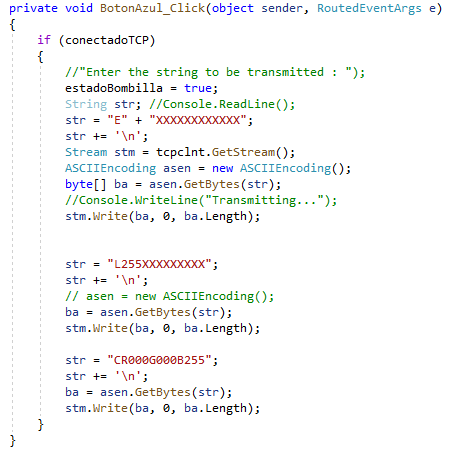 private void BotonAzul_Click(object sender, RoutedEventArgs e)
{
if (conectadoTCP)
{
//"Enter the string to be transmitted : ");
estadoBombilla = true;
String str; //Console.ReadLine();
str = "E" + "XXXXXXXXXXXX";
str += '\n';
Stream stm = tcpclnt.GetStream();
ASCIIEncoding asen = new ASCIIEncoding();
byte[] ba = asen.GetBytes(str);
//Console.WriteLine("Transmitting...");
stm.Write(ba, 0, ba.Length);
str = "L255XXXXXXXXX";
str += '\n';
// asen = new ASCIIEncoding();
ba = asen.GetBytes(str);
stm.Write(ba, 0, ba.Length);
str = "CR000G000B255";
str += '\n';
ba = asen.GetBytes(str);
stm.Write(ba, 0, ba.Length);
}
}